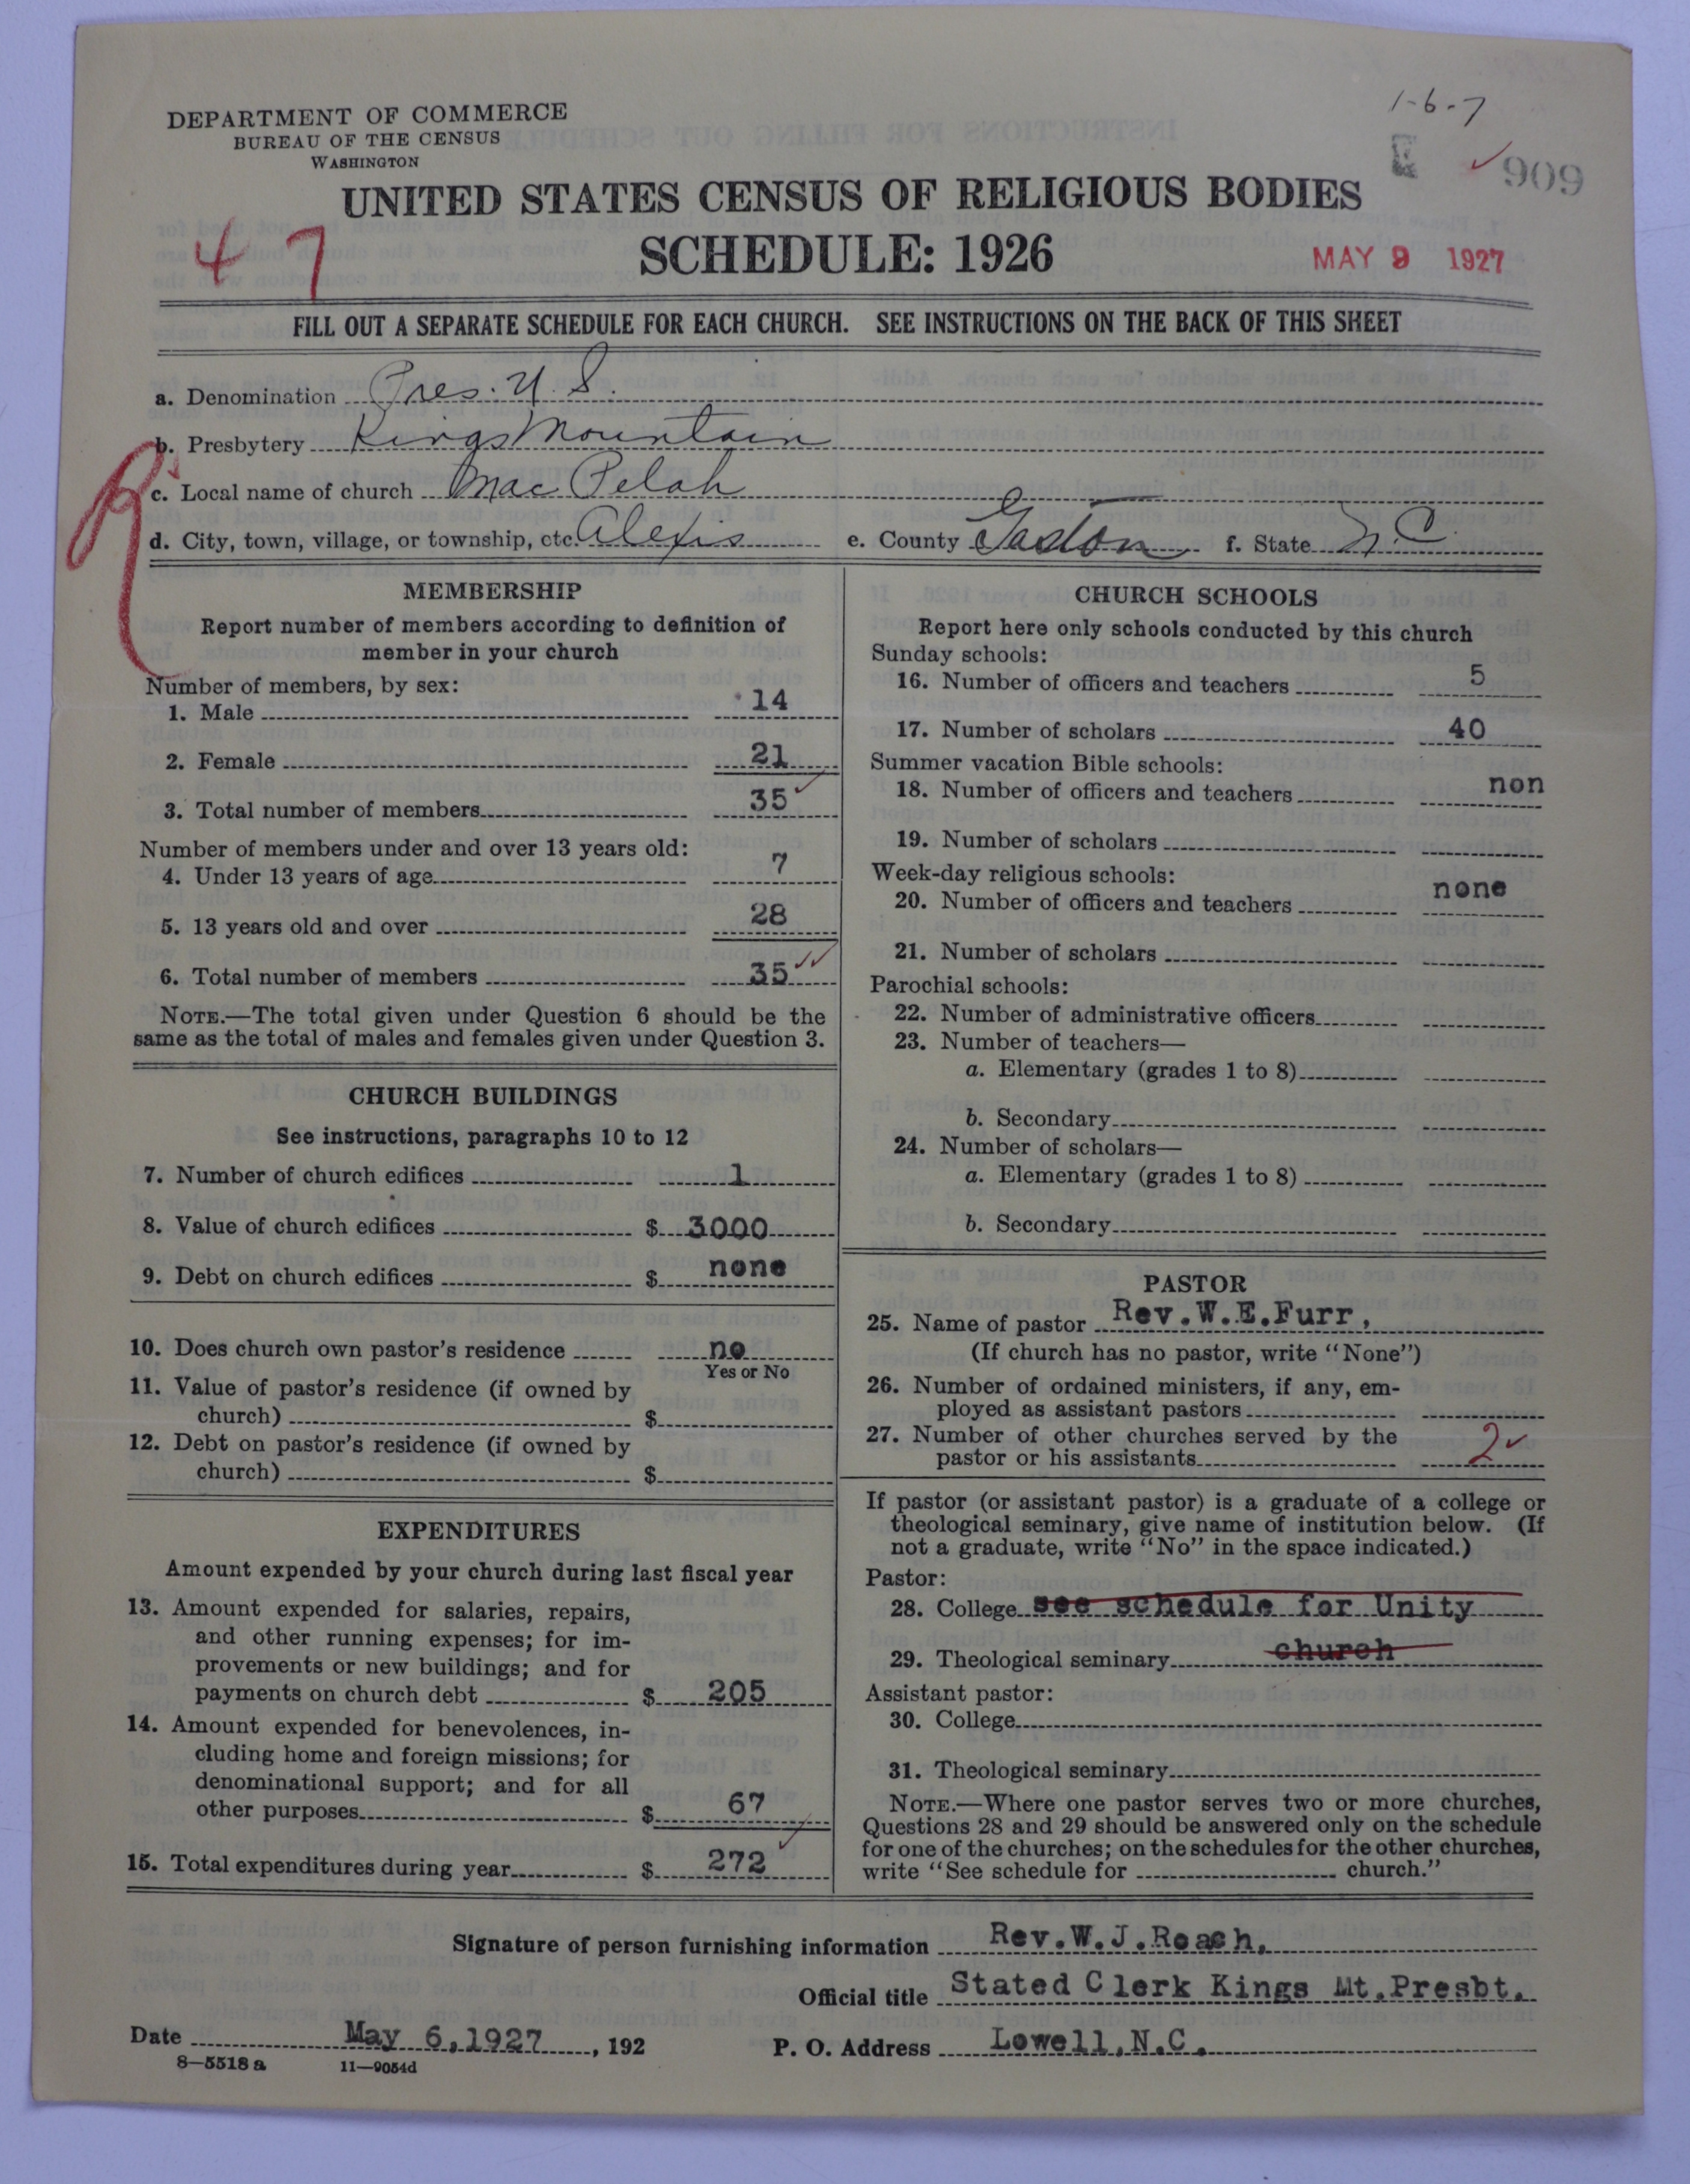 1-6-7
DEPARTMENT OF COMMERCE
BUREAU OF THE CENSUS
WASHINGTON
909
UNITED STATES CENSUS OF RELIGIOUS BODIES
47
SCHEDULE: 1926
MAY 9 1927
FILL OUT A SEPARATE SCHEDULE FOR EACH CHURCH. SEE INSTRUCTIONS ON THE BACK OF THIS SHEET
a. Denomination Pres. U. S.
b. Presbytery Kings Mountain
c. Local name of church Mac Pelah
d. City, town, village, or township, etc. Alexis e. County Gaston f. State N. C.
R
MEMBERSHIP
Report number of members according to definition of
member in your church
Number of members, by sex:
1. Male 14
2. Female 21
3. Total number of members 35
Number of members under and over 13 years old:
4. Under 13 years of age 7
5. 13 years old and over 28
6. Total number of members 35
NOTE.—The total given under Question 6 should be the
same as the total of males and females given under Question 3.
CHURCH BUILDINGS
See instructions, paragraphs 10 to 12
7. Number of church edifices 1
8. Value of church edifices $ 3000
9. Debt on church edifices $ none
10. Does church own pastor's residence no
Yes or No
11. Value of pastor's residence (if owned by
church) $
12. Debt on pastor's residence (if owned by
church) $
EXPENDITURES
Amount expended by your church during last fiscal year
13. Amount expended for salaries, repairs,
and other running expenses; for im-
provements or new buildings; and for
payments on church debt $ 205
14. Amount expended for benevolences, in-
cluding home and foreign missions; for
denominational support; and for all
other purposes $ 67
15. Total expenditures during year $ 272
CHURCH SCHOOLS
Report here only schools conducted by this church
Sunday schools:
16. Number of officers and teachers 5
17. Number of scholars 40
Summer vacation Bible schools:
18. Number of officers and teachers non
19. Number of scholars
Week-day religious schools:
20. Number of officers and teachers none
21. Number of scholars
Parochial schools:
22. Number of administrative officers
23. Number of teachers—
a. Elementary (grades 1 to 8)
b. Secondary
24. Number of scholars—
a. Elementary (grades 1 to 8)
b. Secondary
PASTOR
25. Name of pastor Rev.W.E.Furr,
(If church has no pastor, write "None")
26. Number of ordained ministers, if any, em-
ployed as assistant pastors
27. Number of other churches served by the
pastor or his assistants 2
If pastor (or assistant pastor) is a graduate of a college or
theological seminary, give name of institution below. (If
not a graduate, write "No" in the space indicated.)
Pastor:
28. College see schedule for Unity
29. Theological seminary church
Assistant pastor:
30. College
31. Theological seminary
NOTE.—Where one pastor serves two or more churches,
Questions 28 and 29 should be answered only on the schedule
for one of the churches; on the schedules for the other churches,
write "See schedule for church."
Signature of person furnishing information Rev.W.J.Roach,
Official title Stated Clerk Kings Mt.Presbt.
Date May 6,1927, 192 P. O. Address Lowell,N.C.
8—5518 a 11—9054d